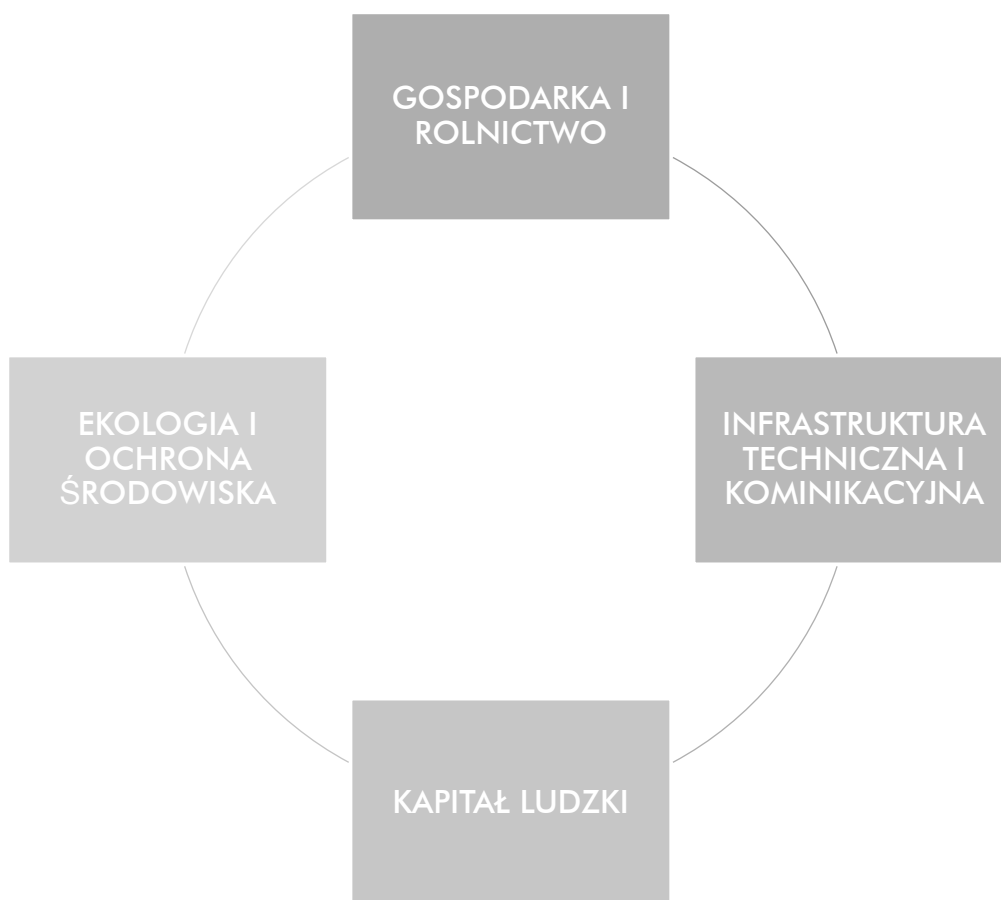 GOSPODARKA I
ROLNICTWO
EKOLOGIA I
OCHRONA
ŚRODOWISKA
INFRASTRUKTURA
TECHNICZNA I
KOMINIKACYJNA
KAPITAŁ LUDZKI